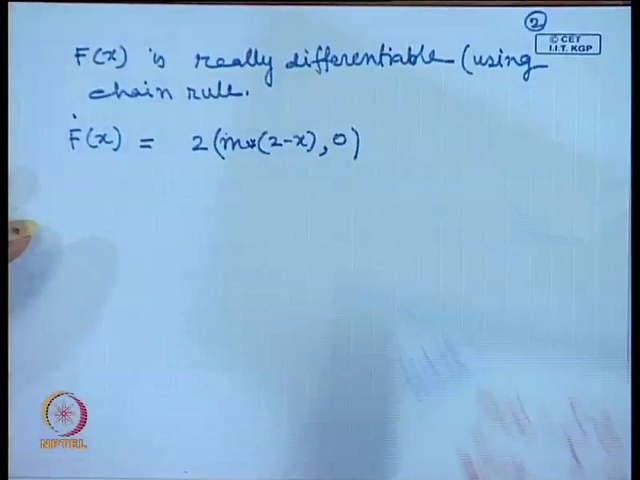 2
© CET
I.I.T. KGP
F(x) is really differentiable (using
chain rule.
Ḟ(x) = 2(max(2-x), 0)
NPTEL